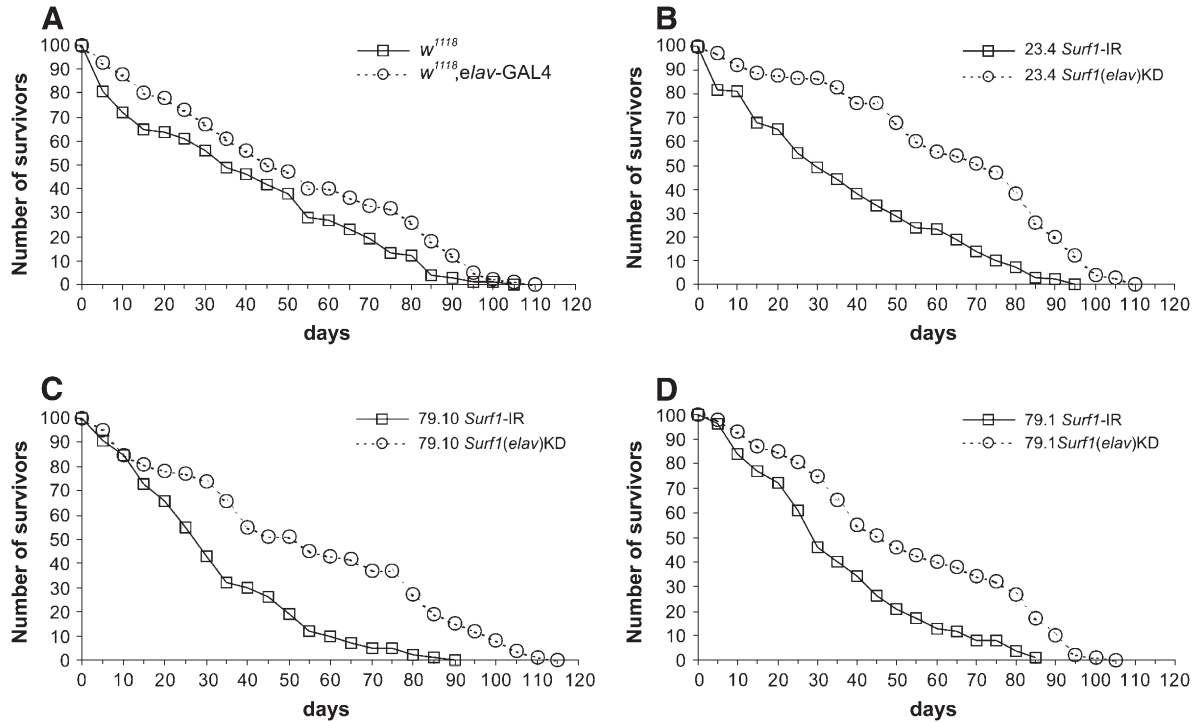 A
w1118
w1118,elav-GAL4
Number of survivors
100
90
80
70
60
50
40
30
20
10
0
0 10 20 30 40 50 60 70 80 90 100 110 120
days
B
23.4 Surf1-IR
23.4 Surf1(elav)KD
Number of survivors
100
90
80
70
60
50
40
30
20
10
0
0 10 20 30 40 50 60 70 80 90 100 110 120
days
C
79.10 Surf1-IR
79.10 Surf1(elav)KD
Number of survivors
100
90
80
70
60
50
40
30
20
10
0
0 10 20 30 40 50 60 70 80 90 100 110 120
days
D
79.1 Surf1-IR
79.1Surf1(elav)KD
Number of survivors
100
90
80
70
60
50
40
30
20
10
0
0 10 20 30 40 50 60 70 80 90 100 110 120
days